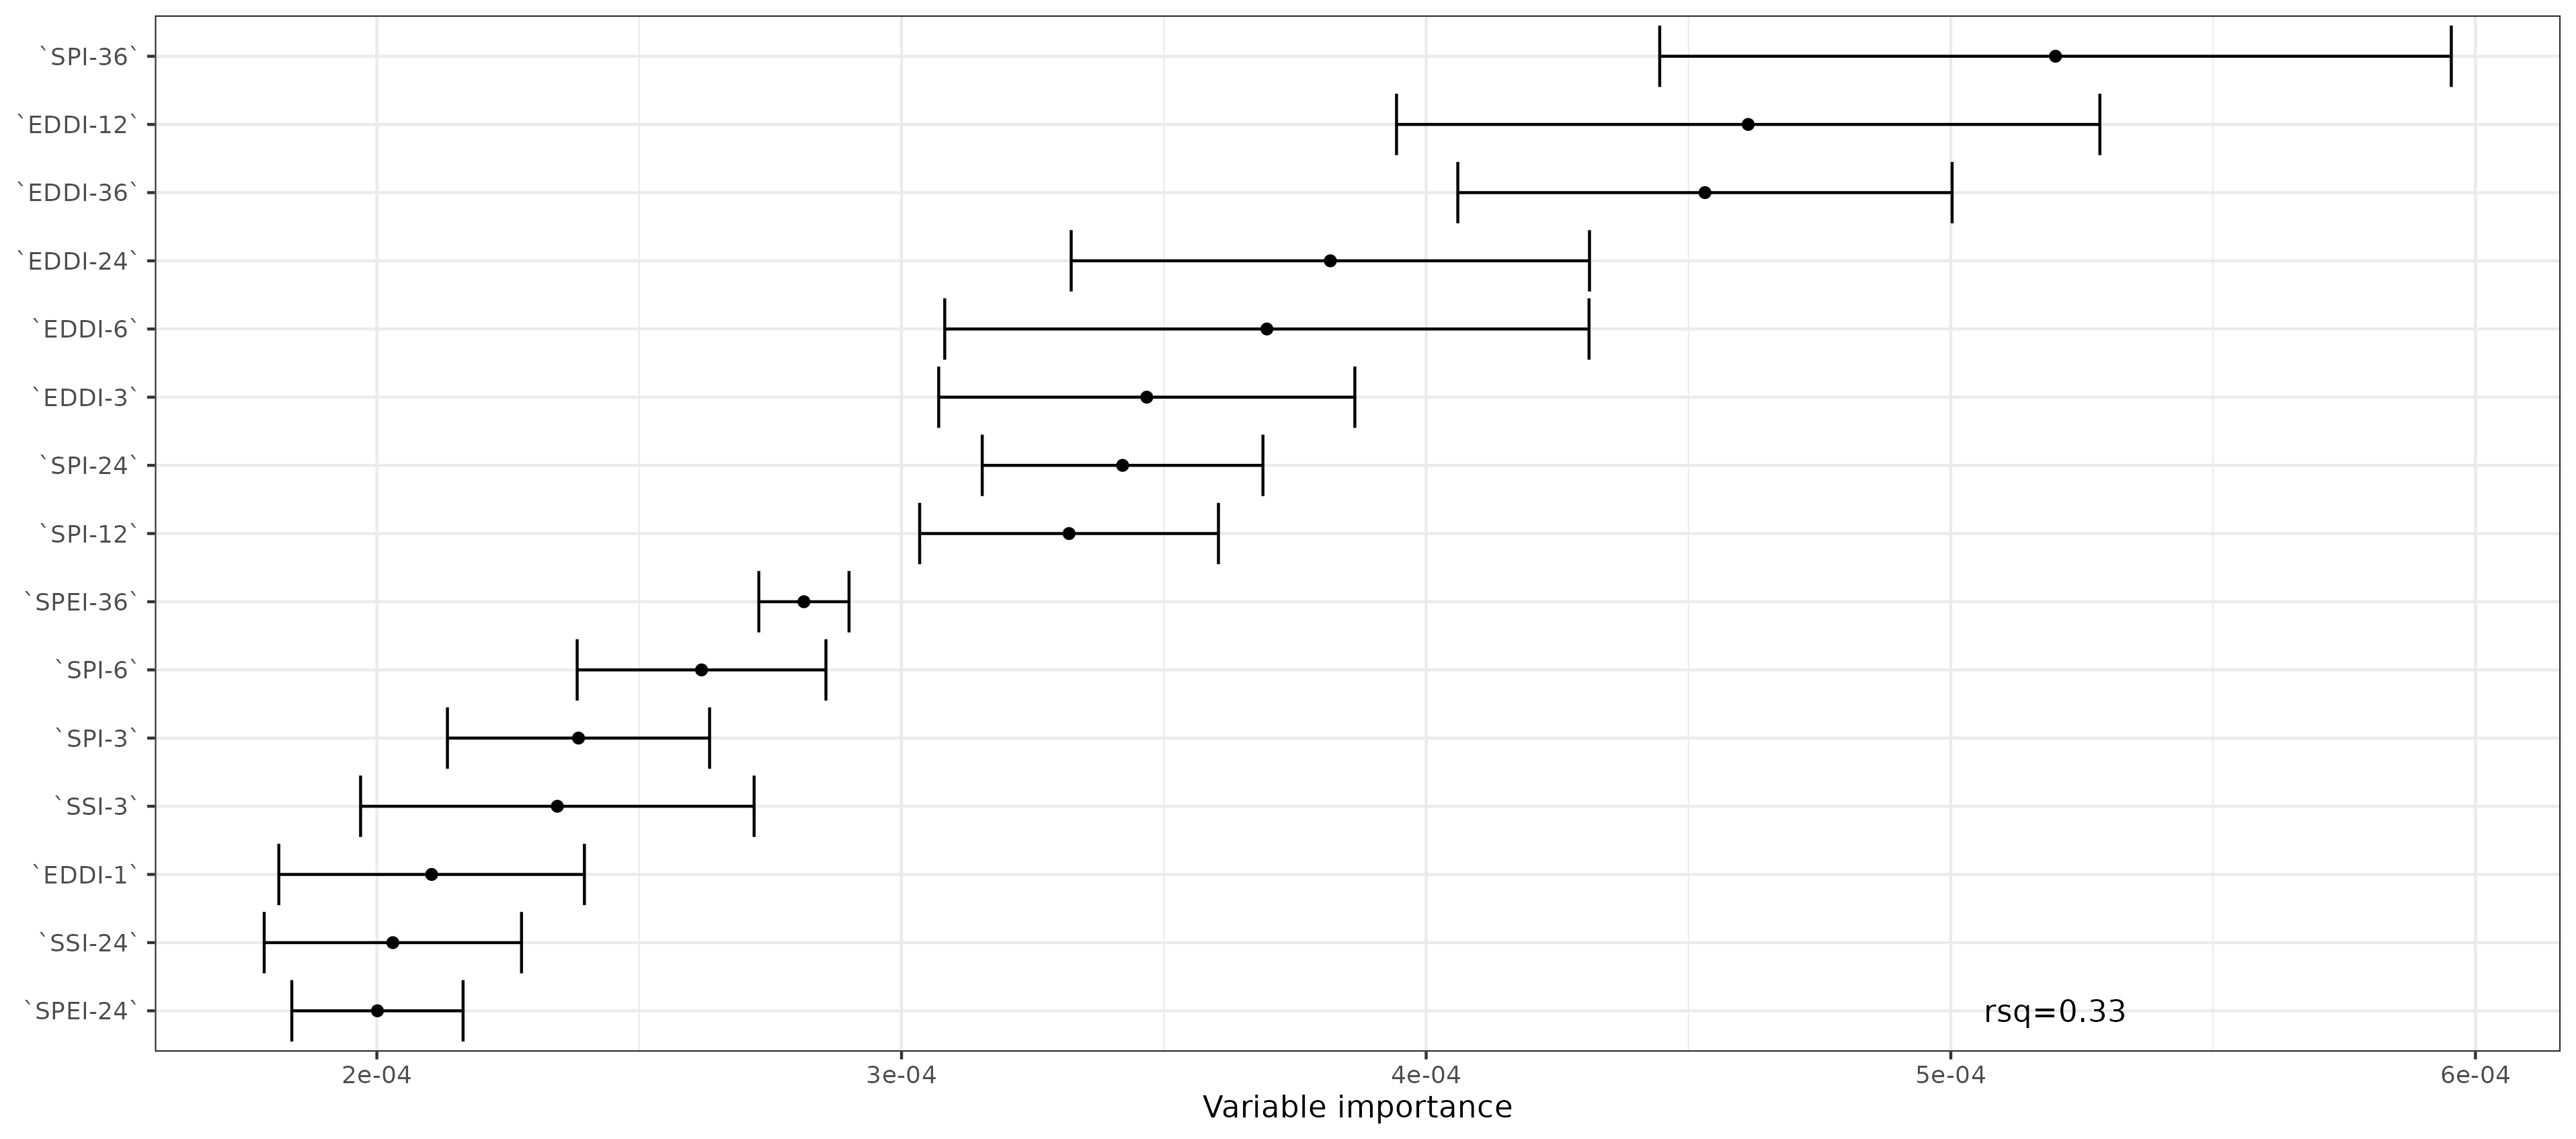 `SPI-36`
`EDDI-12`
`EDDI-36`
`EDDI-24`
`EDDI-6`
`EDDI-3`
`SPI-24`
`SPI-12`
`SPEI-36`
`SPI-6`
`SPI-3`
`SSI-3`
`EDDI-1`
`SSI-24`
`SPEI-24`
rsq=0.33
2e-04 3e-04 4e-04 5e-04 6e-04
Variable importance